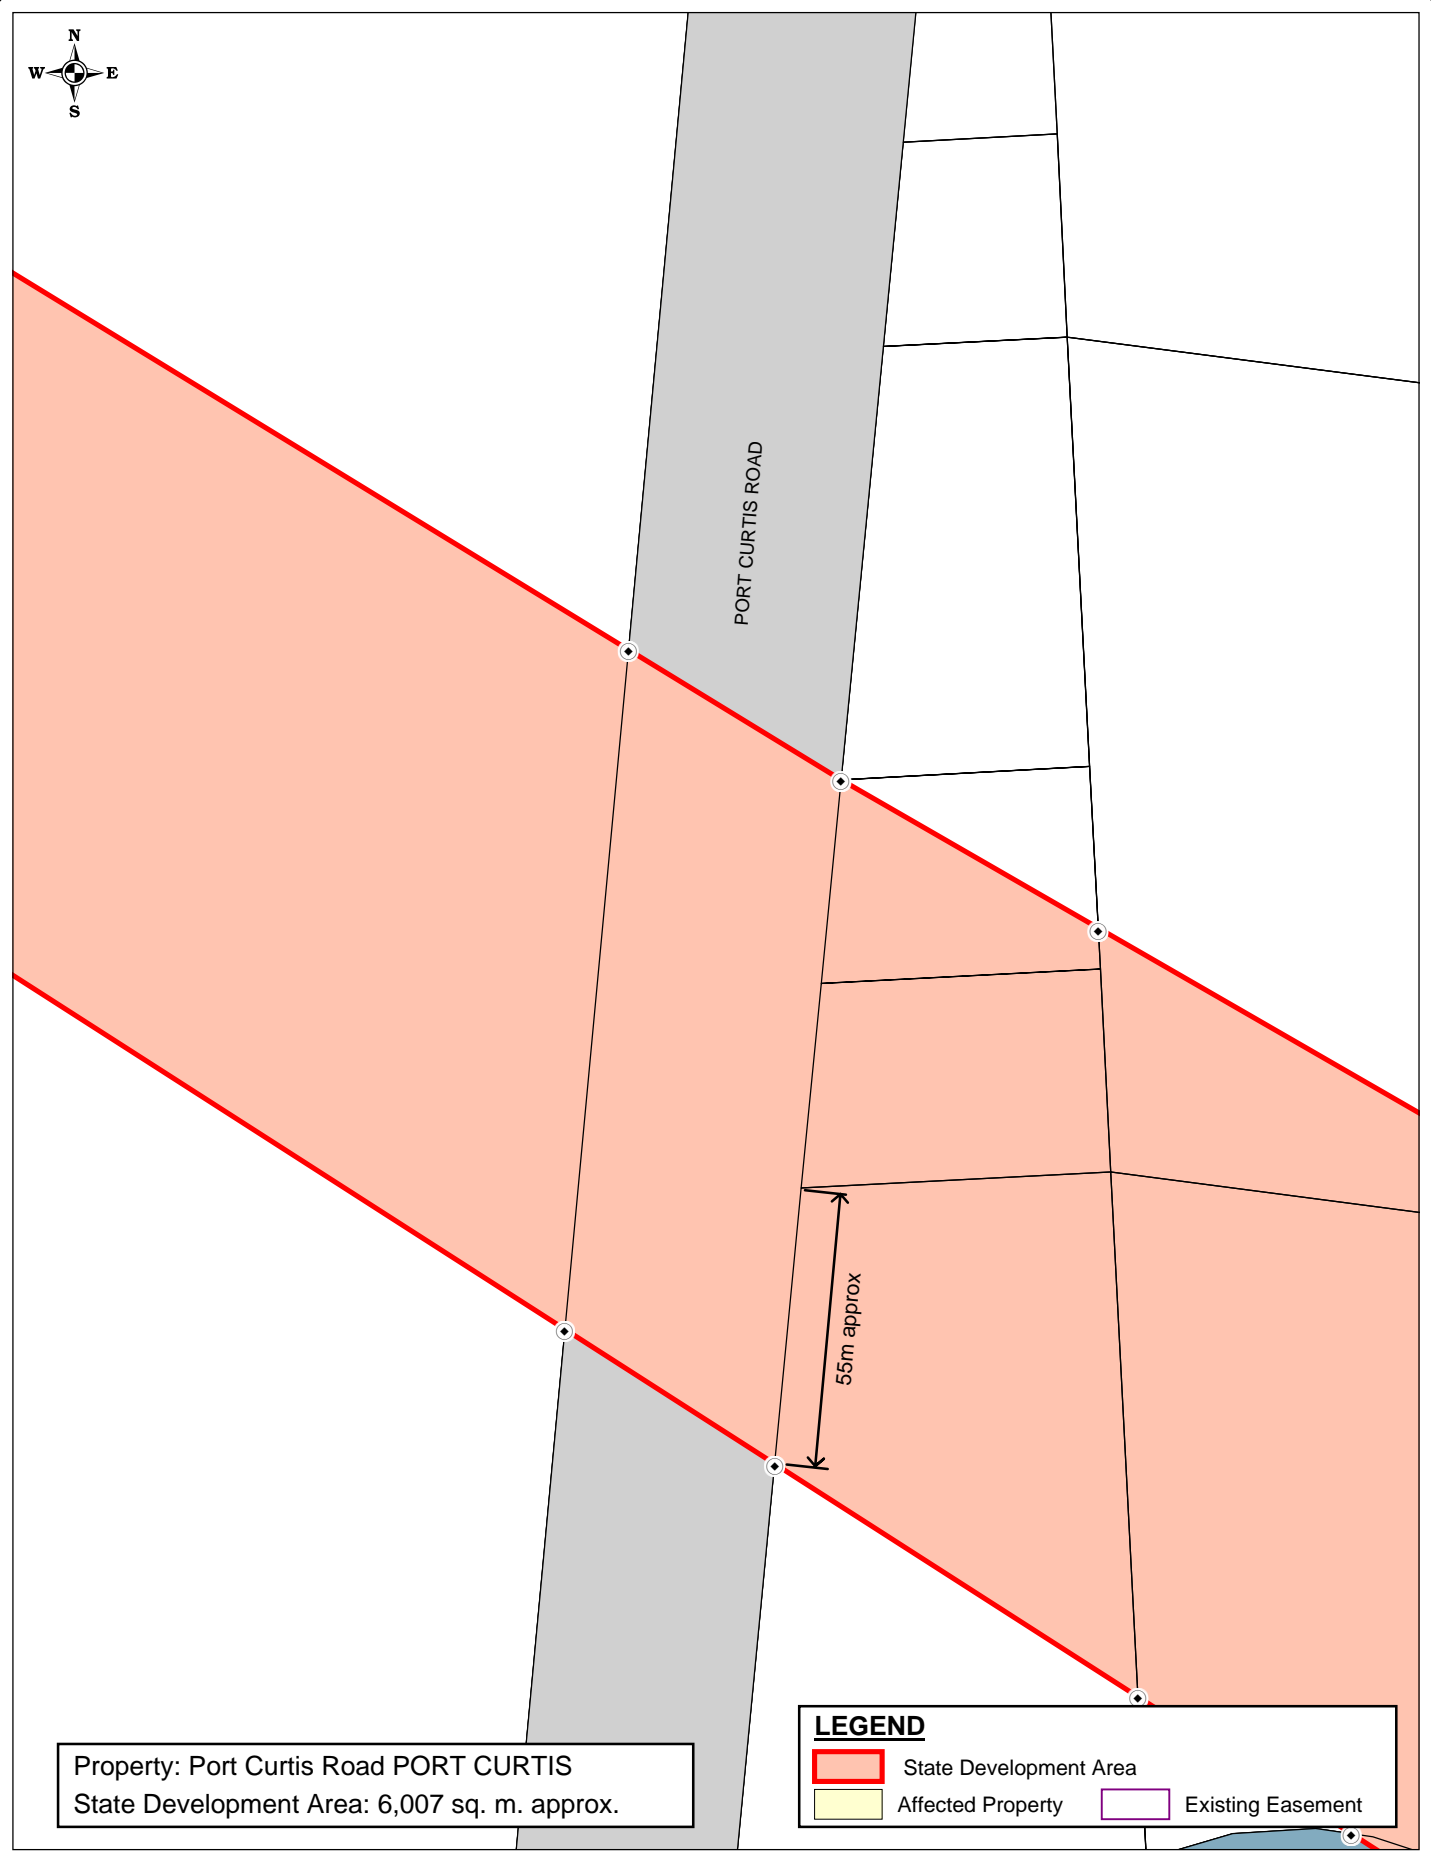 N
W E
S
PORT CURTIS ROAD
55m approx
Property: Port Curtis Road PORT CURTIS
State Development Area: 6,007 sq. m. approx.
LEGEND
State Development Area
Affected Property
Existing Easement